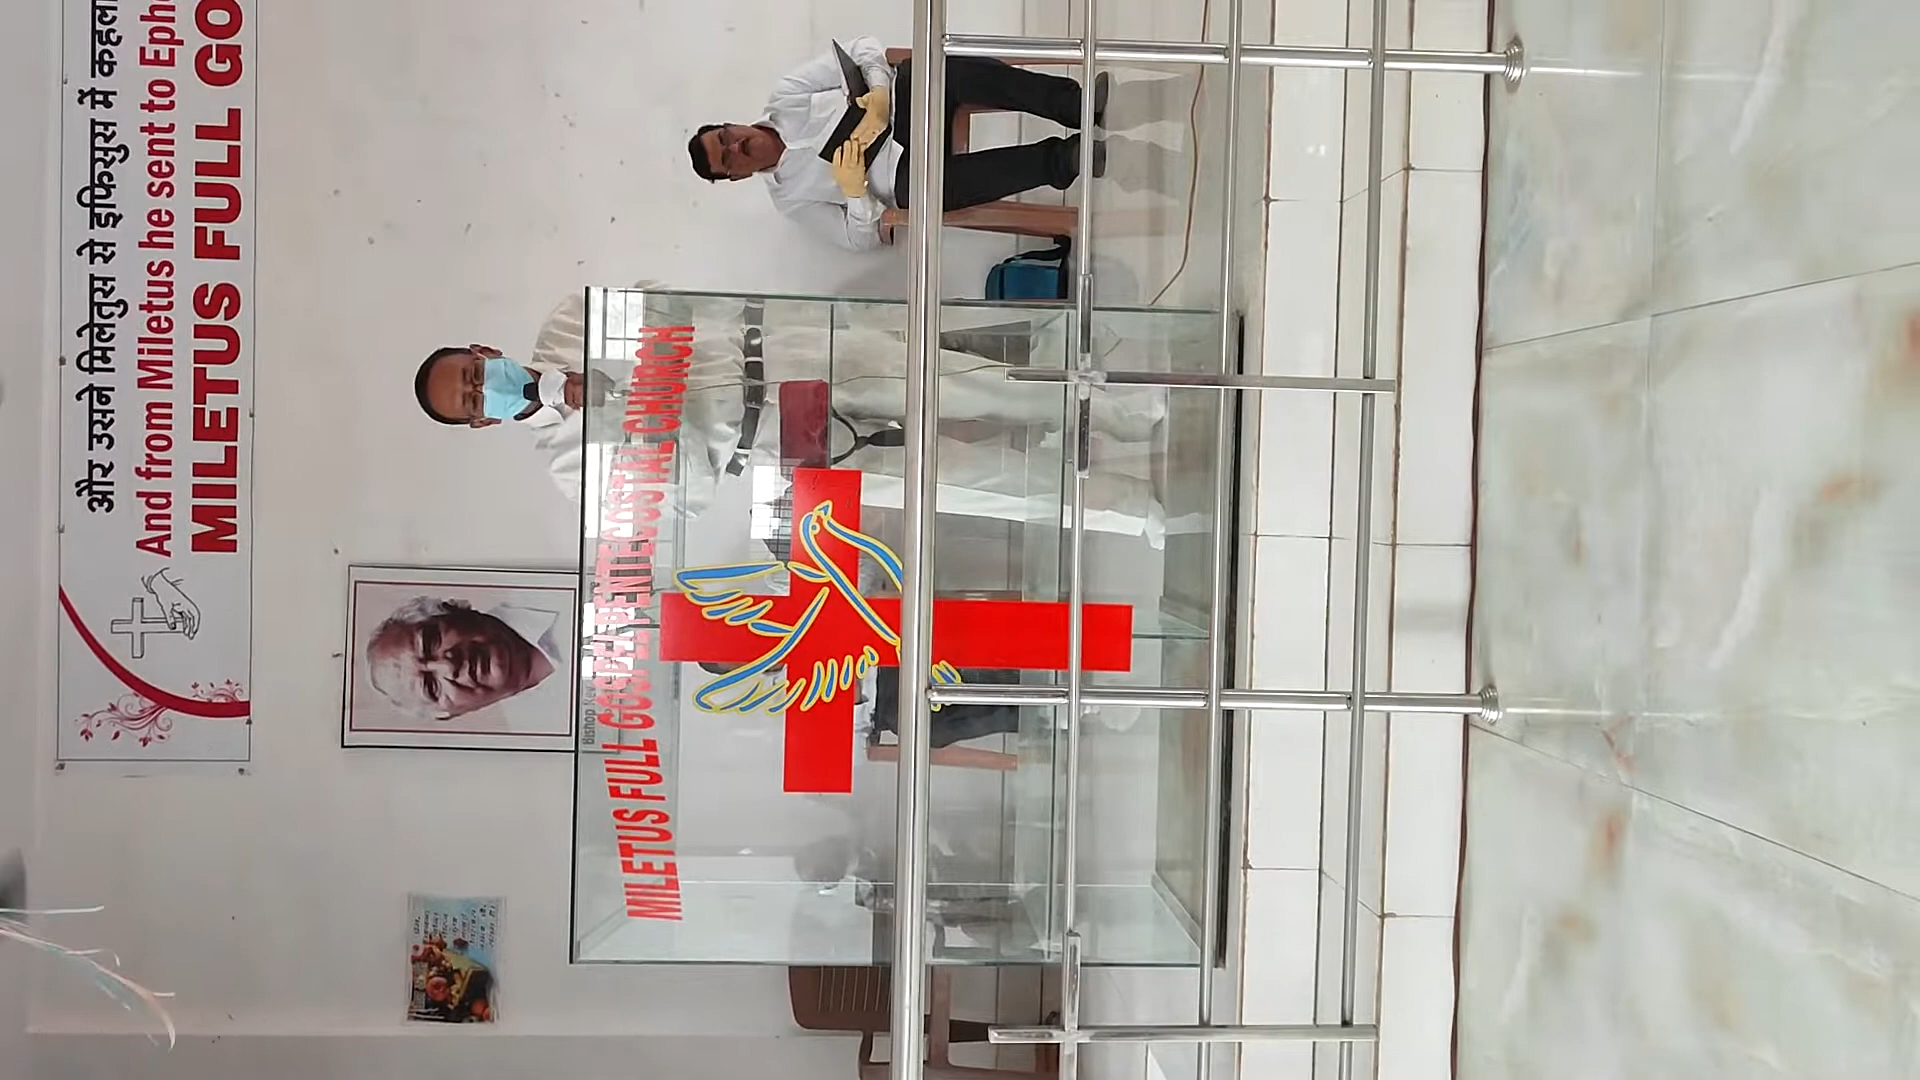 और उसने मिलेतुस से इफिसुस में कहला
And from Miletus he sent to Ephe
MILETUS FULL GO
Bishop Rev
MILETUS FULL GOSPEL PENTECOSTAL CHURCH